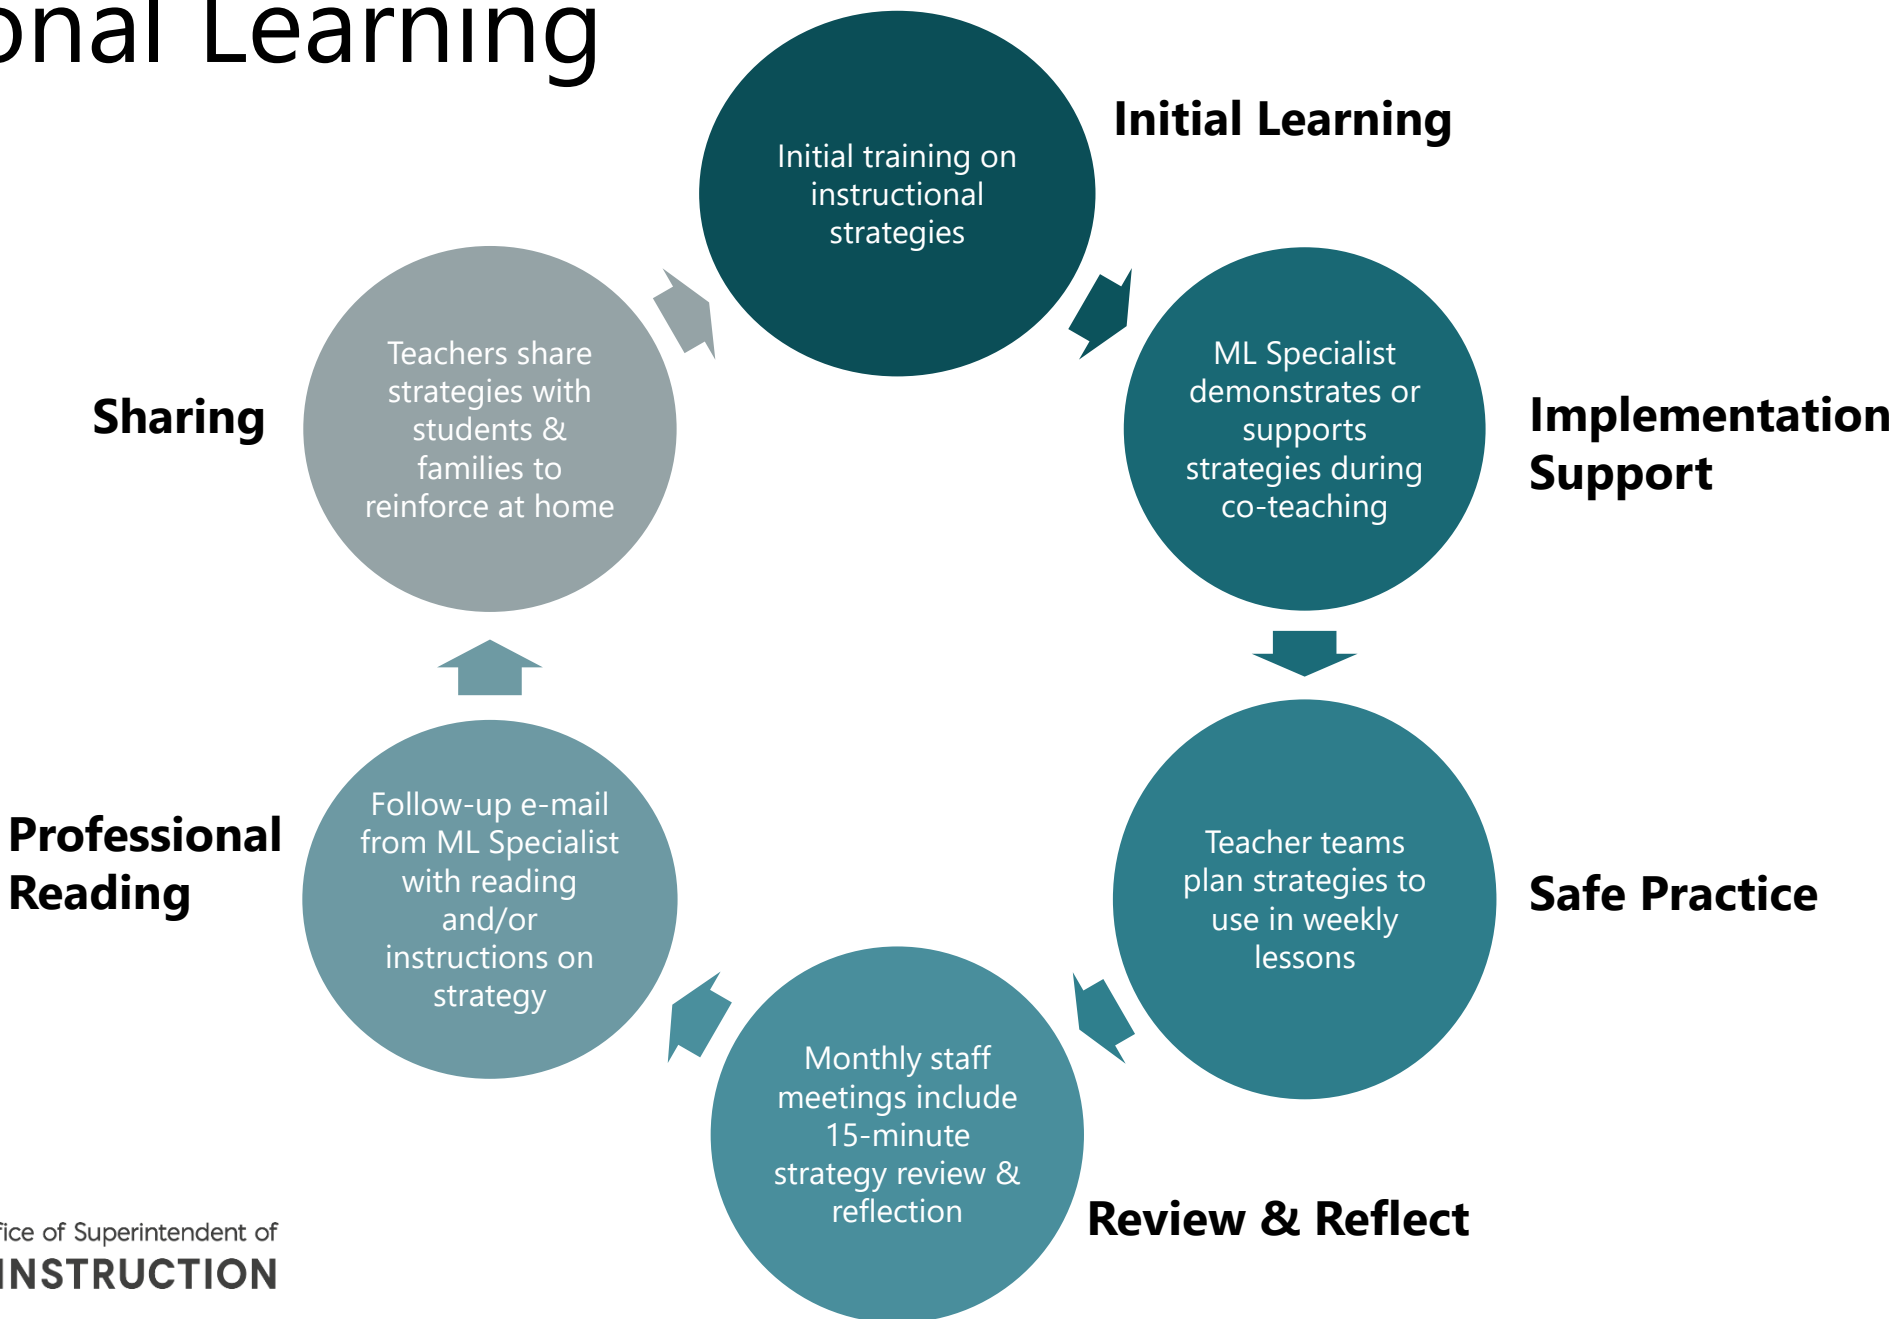 onal Learning
Initial Learning
Initial training on
instructional
strategies
ML Specialist
demonstrates or
supports
strategies during
co-teaching
Implementation
Support
Teacher teams
plan strategies to
use in weekly
lessons
Safe Practice
Monthly staff
meetings include
15-minute
strategy review &
reflection
Review & Reflect
Professional
Reading
Follow-up e-mail
from ML Specialist
with reading
and/or
instructions on
strategy
Sharing
Teachers share
strategies with
students &
families to
reinforce at home
fice of Superintendent of
INSTRUCTION